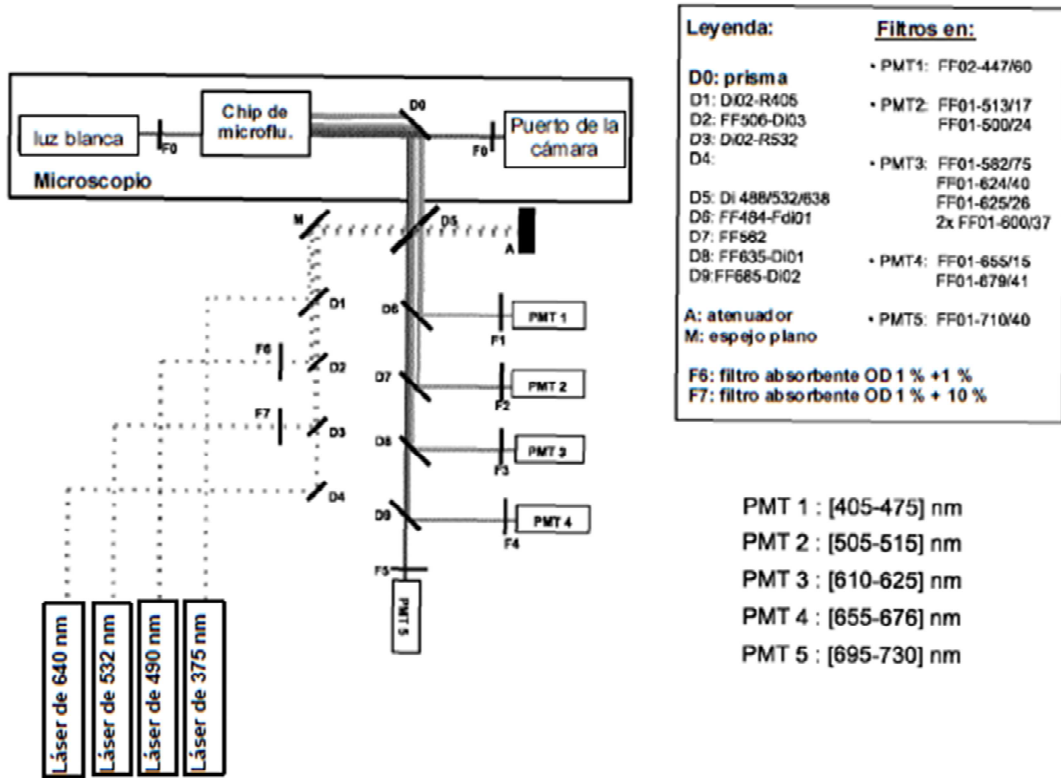 luz blanca
F0
Chip de
microflu.
D0
F0
Puerto de la
cámara
Microscopio
M
D5
A
D1
D6
F1
PMT 1
F6
D2
D7
F2
PMT 2
F7
D3
D8
F3
PMT 3
D4
D9
F4
PMT 4
F5
PMT 5
Láser de 640 nm
Láser de 532 nm
Láser de 490 nm
Láser de 375 nm
Leyenda:
D0: prisma
D1: Di02-R405
D2: FF506-Di03
D3: Di02-R532
D4:
D5: Di 488/532/638
D6: FF484-Fdi01
D7: FF562
D8: FF635-Di01
D9:FF685-Di02
A: atenuador
M: espejo plano
Filtros en:
• PMT1: FF02-447/60
• PMT2: FF01-513/17
FF01-500/24
• PMT3: FF01-582/75
FF01-624/40
FF01-625/26
2x FF01-600/37
• PMT4: FF01-655/15
FF01-679/41
• PMT5: FF01-710/40
F6: filtro absorbente OD 1 % +1 %
F7: filtro absorbente OD 1 % + 10 %
PMT 1 : [405-475] nm
PMT 2 : [505-515] nm
PMT 3 : [610-625] nm
PMT 4 : [655-676] nm
PMT 5 : [695-730] nm